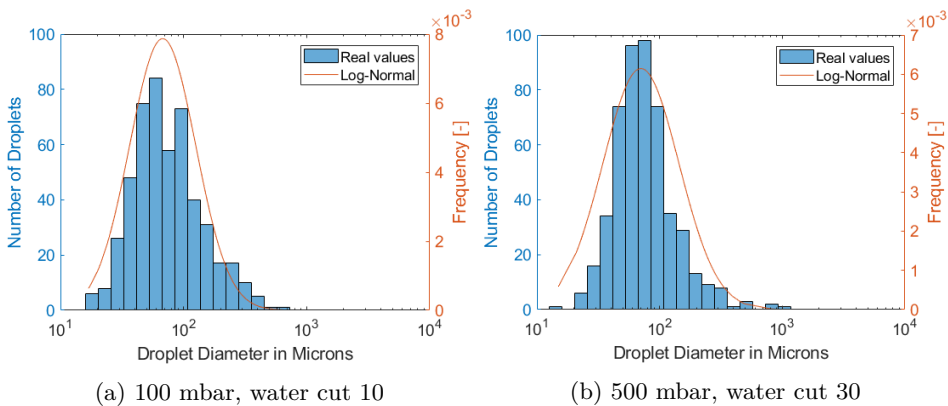 ×10⁻³
100
80
60
40
20
0
Number of Droplets
Real values
Log-Normal
8
6
4
2
0
Frequency [-]
10¹ 10² 10³ 10⁴
Droplet Diameter in Microns
(a) 100 mbar, water cut 10
×10⁻³
100
80
60
40
20
0
Number of Droplets
Real values
Log-Normal
7
6
5
4
3
2
1
0
Frequency [-]
10¹ 10² 10³ 10⁴
Droplet Diameter in Microns
(b) 500 mbar, water cut 30